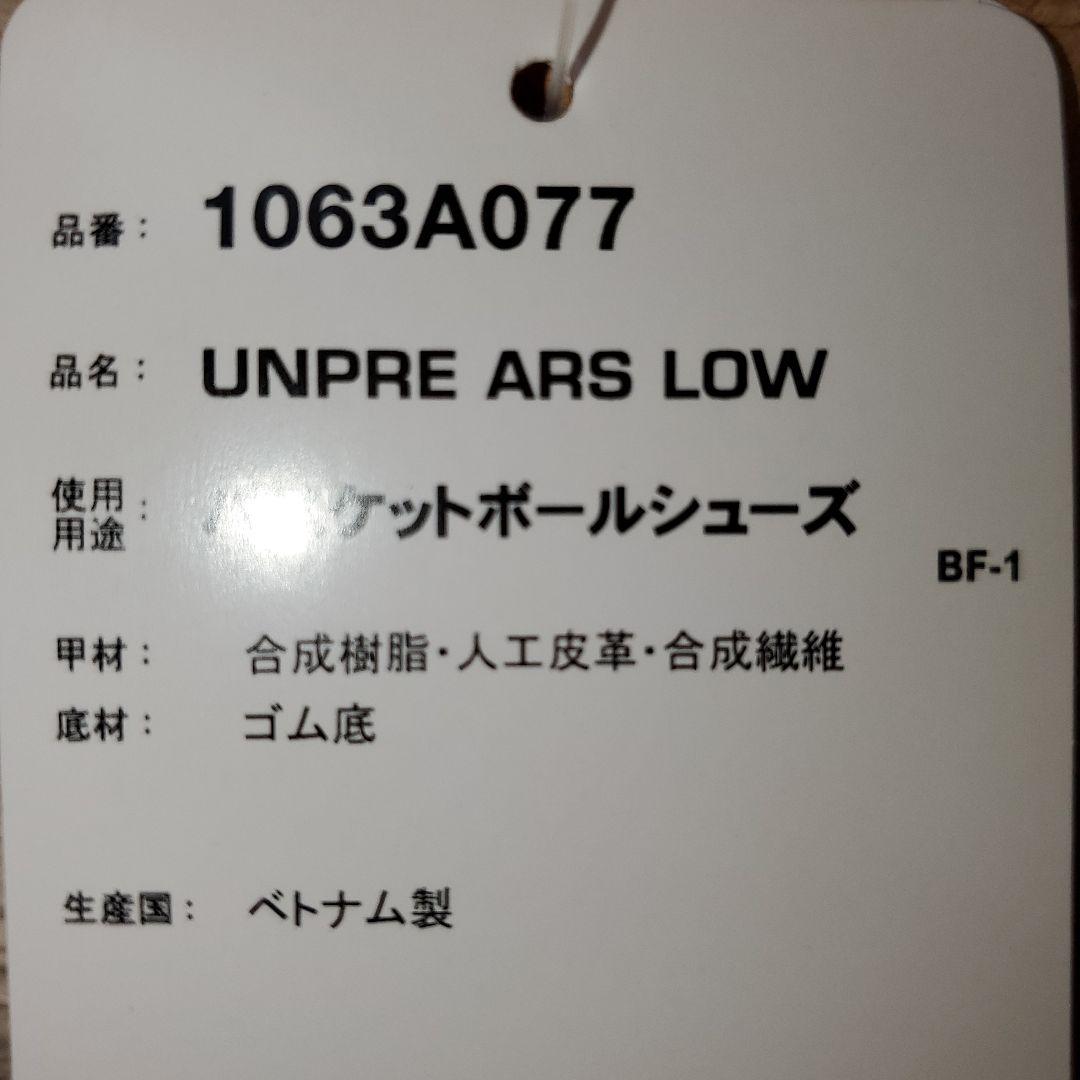 品番： 1063A077
品名： UNPRE ARS LOW
使用用途： バスケットボールシューズ
BF-1
甲材： 合成樹脂・人工皮革・合成繊維
底材： ゴム底
生産国： ベトナム製